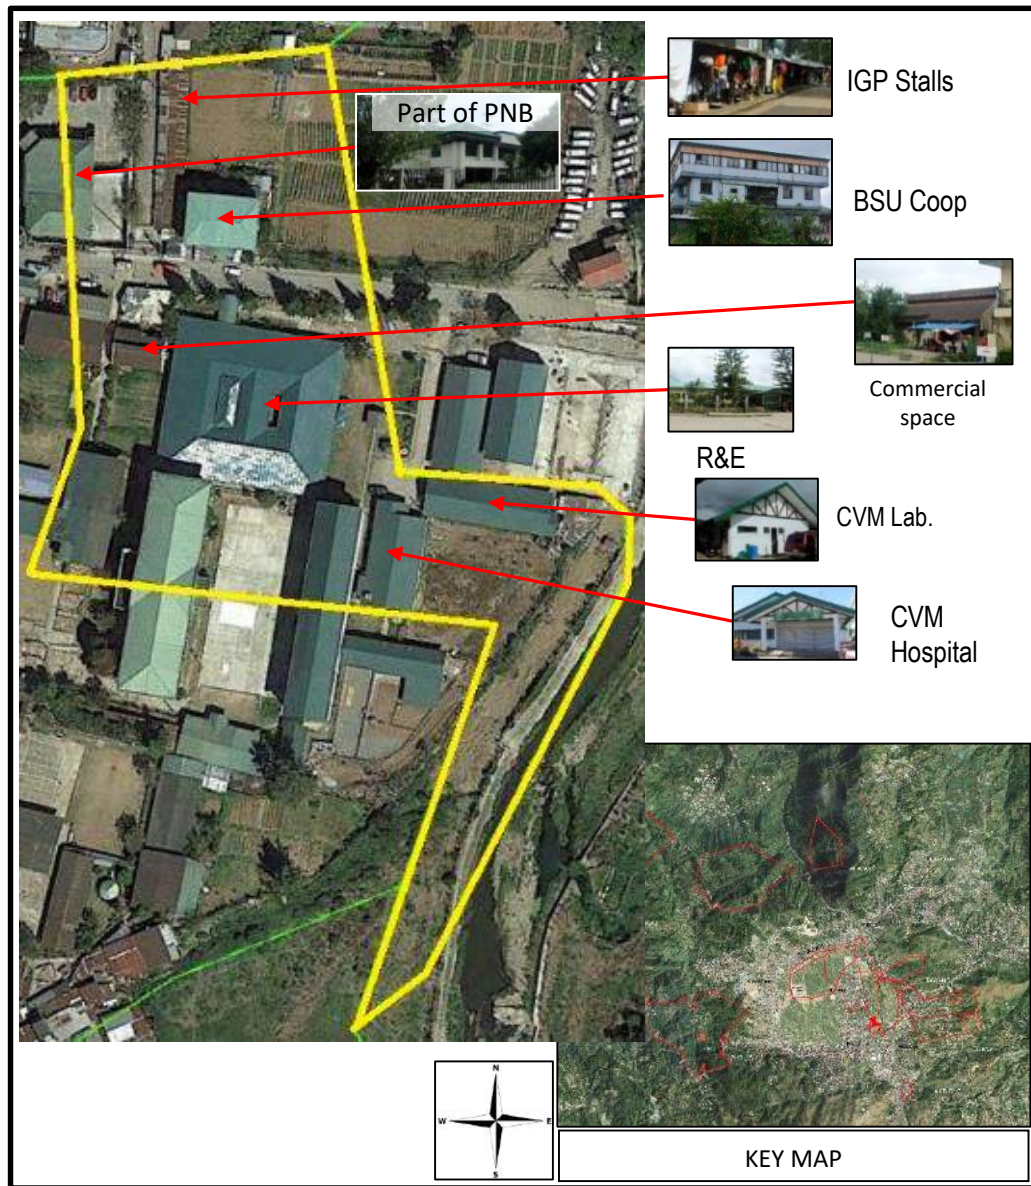 IGP Stalls
Part of PNB
BSU Coop
Commercial
space
R&E
CVM Lab.
CVM
Hospital
N
W
E
S
KEY MAP